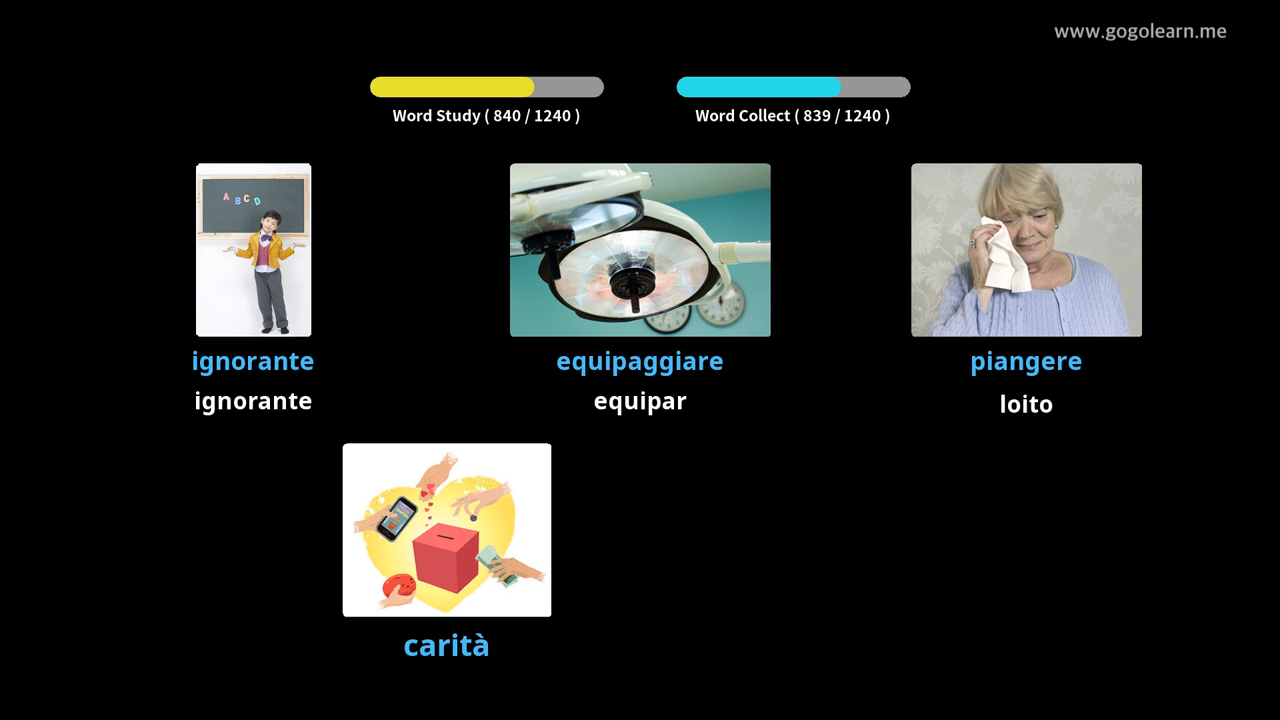 www.gogolearn.me
Word Study ( 840 / 1240 )
Word Collect ( 839 / 1240 )
A B C D
ignorante
ignorante
equipaggiare
equipar
piangere
loito
carità